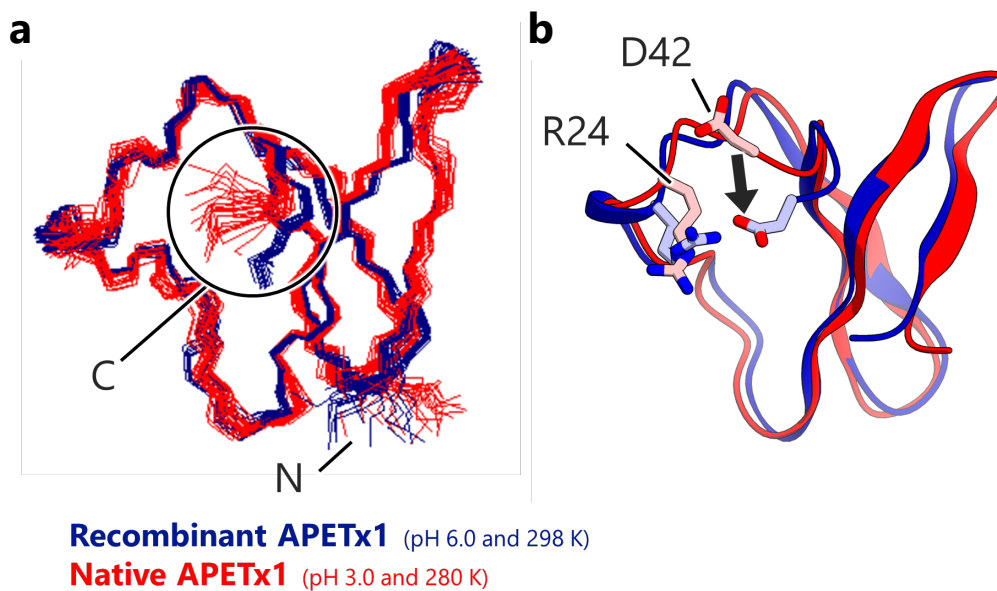 a
b
D42
R24
C
N
Recombinant APETx1 (pH 6.0 and 298 K)
Native APETx1 (pH 3.0 and 280 K)